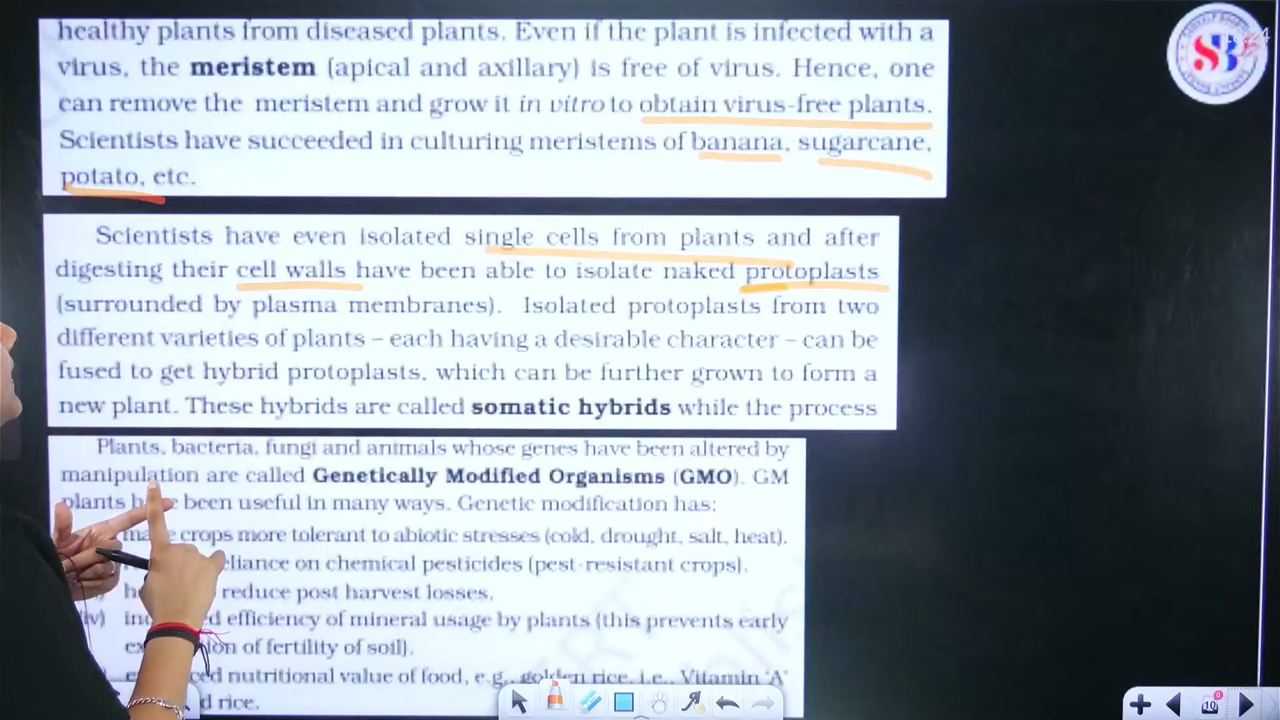 healthy plants from diseased plants. Even if the plant is infected with a
virus, the meristem (apical and axillary) is free of virus. Hence, one
can remove the meristem and grow it in vitro to obtain virus-free plants.
Scientists have succeeded in culturing meristems of banana, sugarcane,
potato, etc.
Scientists have even isolated single cells from plants and after
digesting their cell walls have been able to isolate naked protoplasts
(surrounded by plasma membranes). Isolated protoplasts from two
different varieties of plants – each having a desirable character – can be
fused to get hybrid protoplasts, which can be further grown to form a
new plant. These hybrids are called somatic hybrids while the process
Plants, bacteria, fungi and animals whose genes have been altered by
manipulation are called Genetically Modified Organisms (GMO). GM
plants been useful in many ways. Genetic modification has:
crops more tolerant to abiotic stresses (cold, drought, salt, heat).
on chemical pesticides (pest-resistant crops).
reduce post harvest losses.
efficiency of mineral usage by plants (this prevents early
of fertility of soil).
nutritional value of food, e.g., golden rice, i.e., Vitamin 'A'
rice.
10